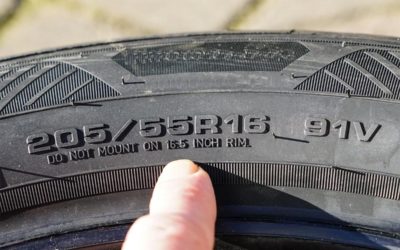 205/55R16 91V
DO NOT MOUNT ON 16.5 INCH RIM.